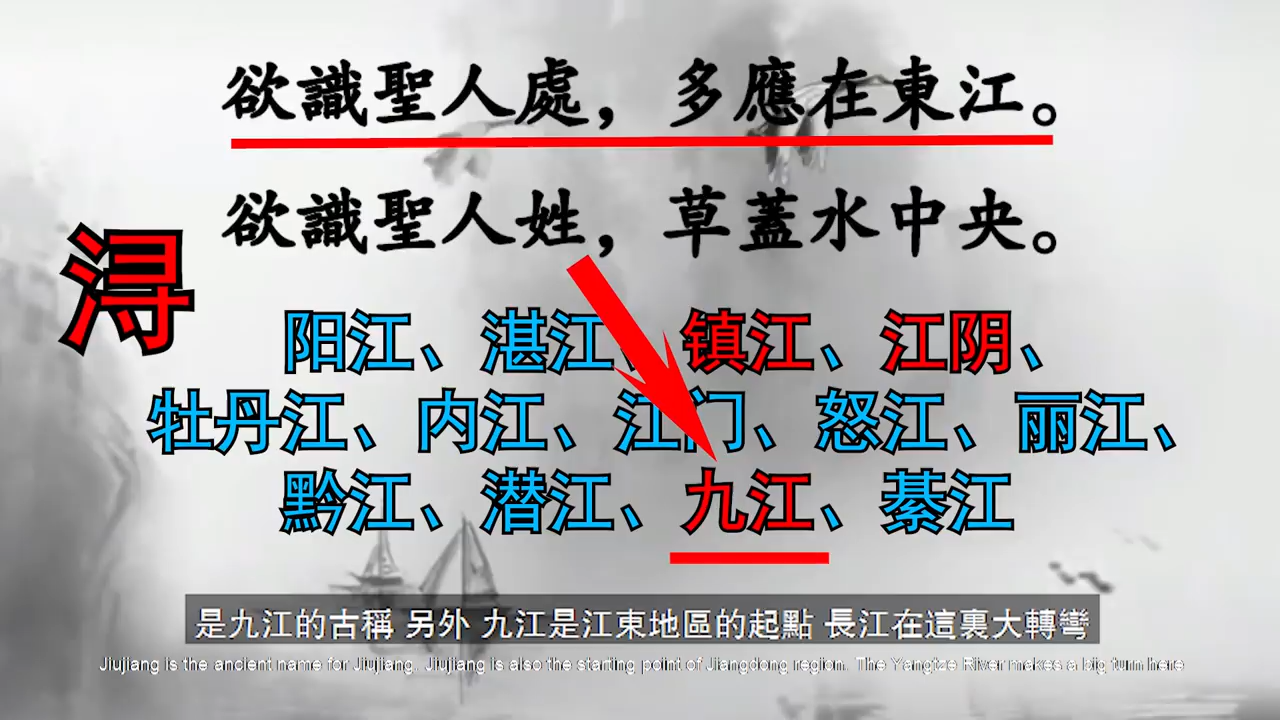 欲識聖人處，多應在東江。
欲識聖人姓，草蓋水中央。
浔
阳江、湛江、镇江、江阴、
牡丹江、内江、江门、怒江、丽江、
黔江、潜江、九江、綦江
是九江的古稱 另外 九江是江東地區的起點 長江在這裏大轉彎
Jiujiang is the ancient name for Jiujiang. Jiujiang is also the starting point of Jiangdong region. The Yangtze River makes a big turn here